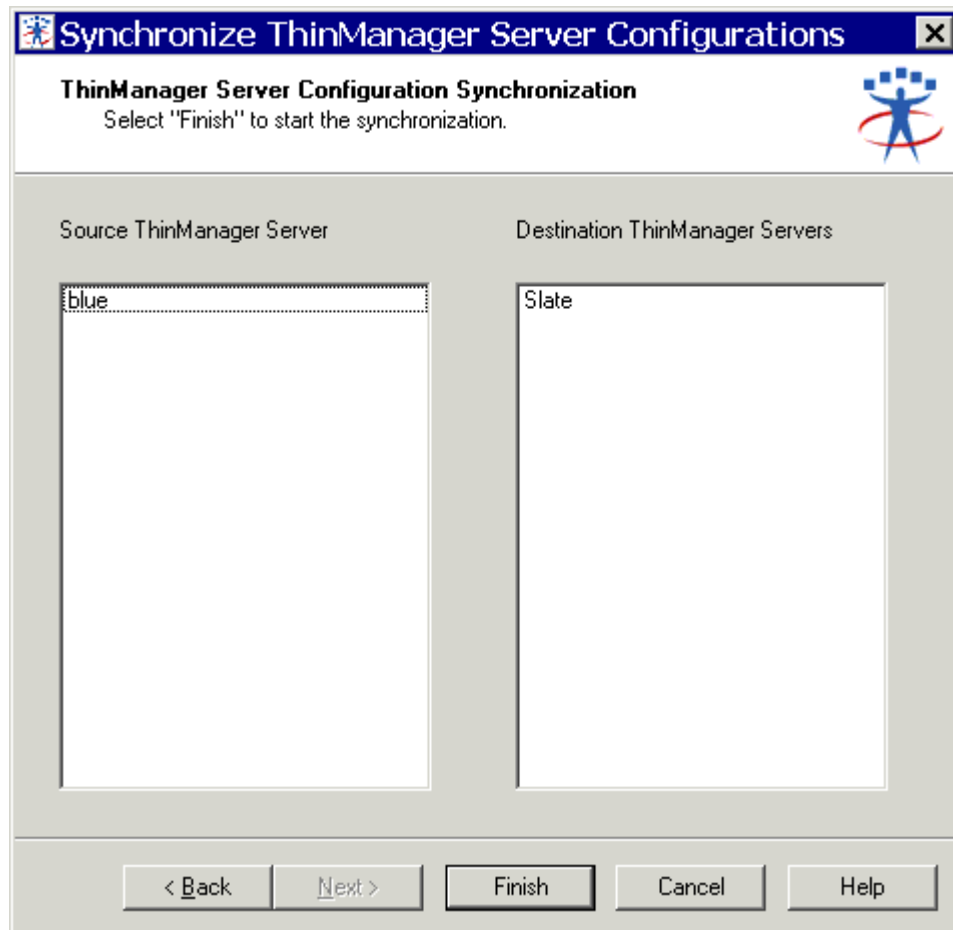 Synchronize ThinManager Server Configurations
ThinManager Server Configuration Synchronization
Select "Finish" to start the synchronization.
Source ThinManager Server
Destination ThinManager Servers
blue
Slate
< Back
Next >
Finish
Cancel
Help